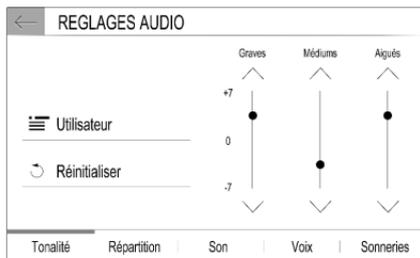 REGLAGES AUDIO
Graves Médiums Aiguës
+7
Utilisateur
0
Réinitialiser
-7
Tonalité Répartition Son Voix Sonneries